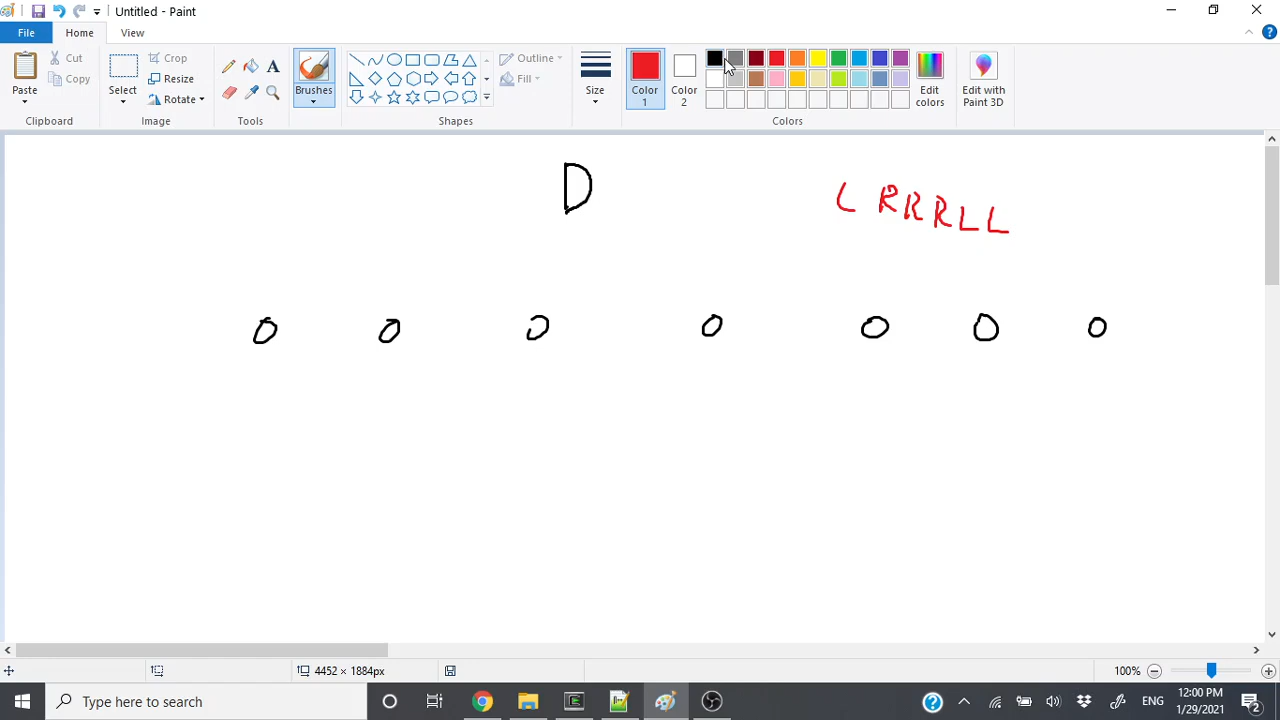 Untitled - Paint
File Home View
Paste
Cut
Copy
Clipboard
Select
Crop
Resize
Rotate
Image
A
Tools
Brushes
Outline
Fill
Shapes
Size
Color 1
Color 2
Edit colors
Edit with Paint 3D
Colors
D
L R R R L L
O O O O O O O
4452 × 1884px
100%
Type here to search
ENG
12:00 PM
1/29/2021
2